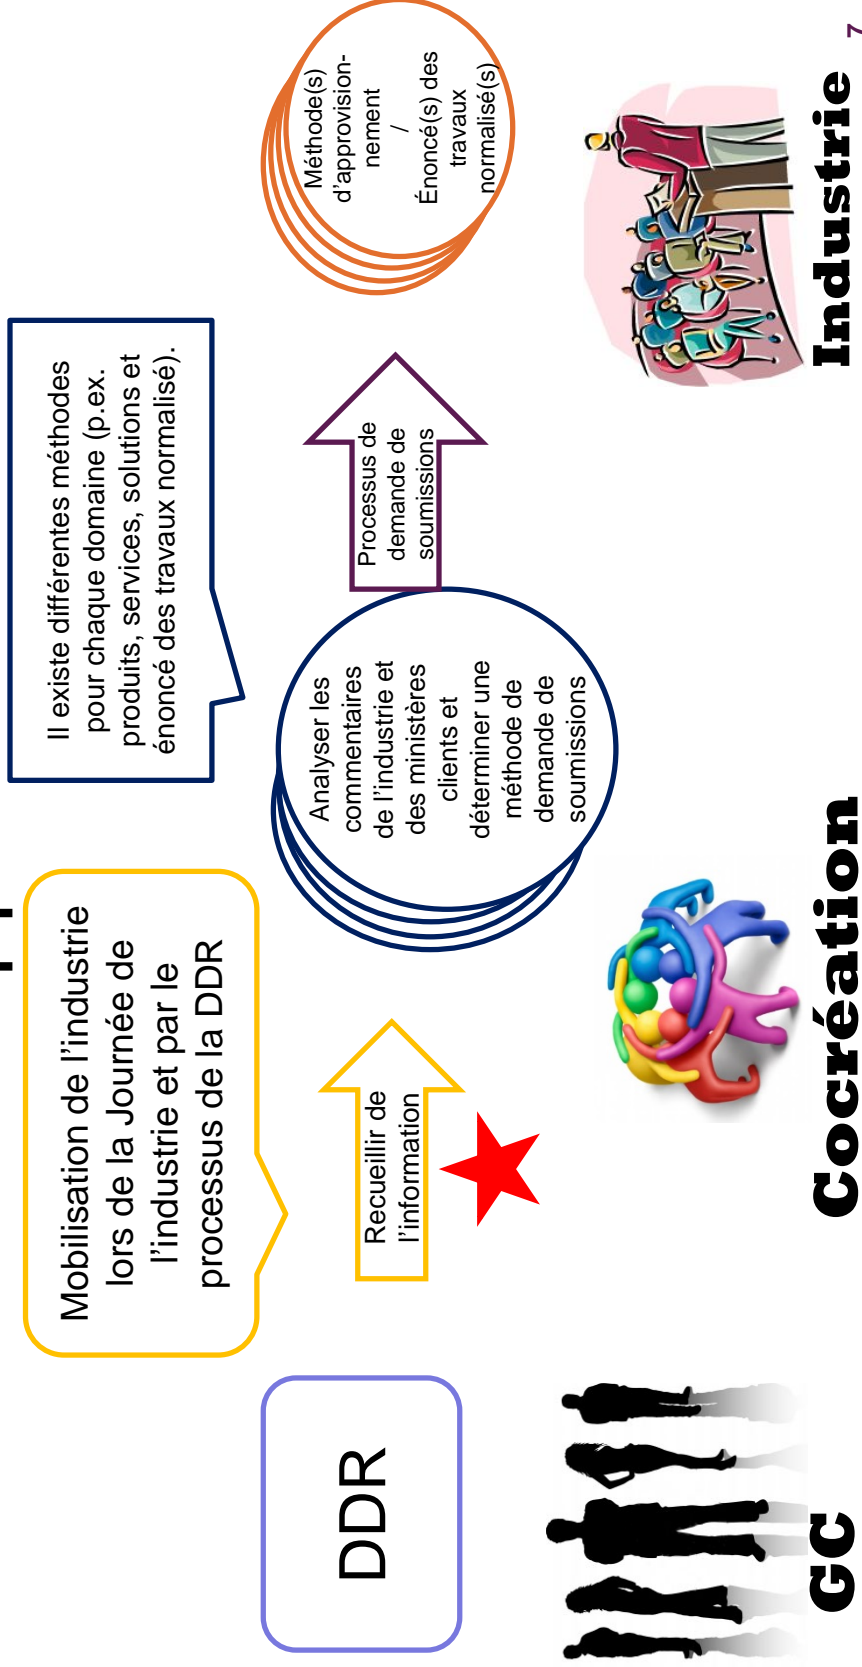 DDR
Mobilisation de l'industrie
lors de la Journée de
l'industrie et par le
processus de la DDR
Recueillir de
l'information
Il existe différentes méthodes
pour chaque domaine (p.ex.
produits, services, solutions et
énoncé des travaux normalisé).
Analyser les
commentaires
de l'industrie et
des ministères
clients et
déterminer une
méthode de
demande de
soumissions
Processus de
demande de
soumissions
Méthode(s)
d'approvision-
nement
/
Énoncé(s) des
travaux
normalisé(s)
GC
Cocréation
Industrie
7